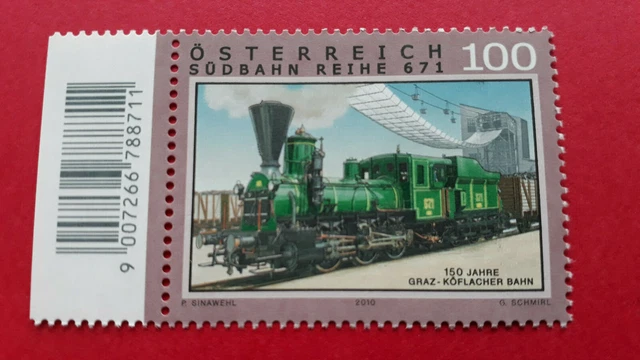 ÖSTERREICH 100
SÜDBAHN REIHE 671
150 JAHRE
GRAZ-KÖFLACHER BAHN
P. SINAWEHL 2010 G. SCHMIRL
9 007266 788711